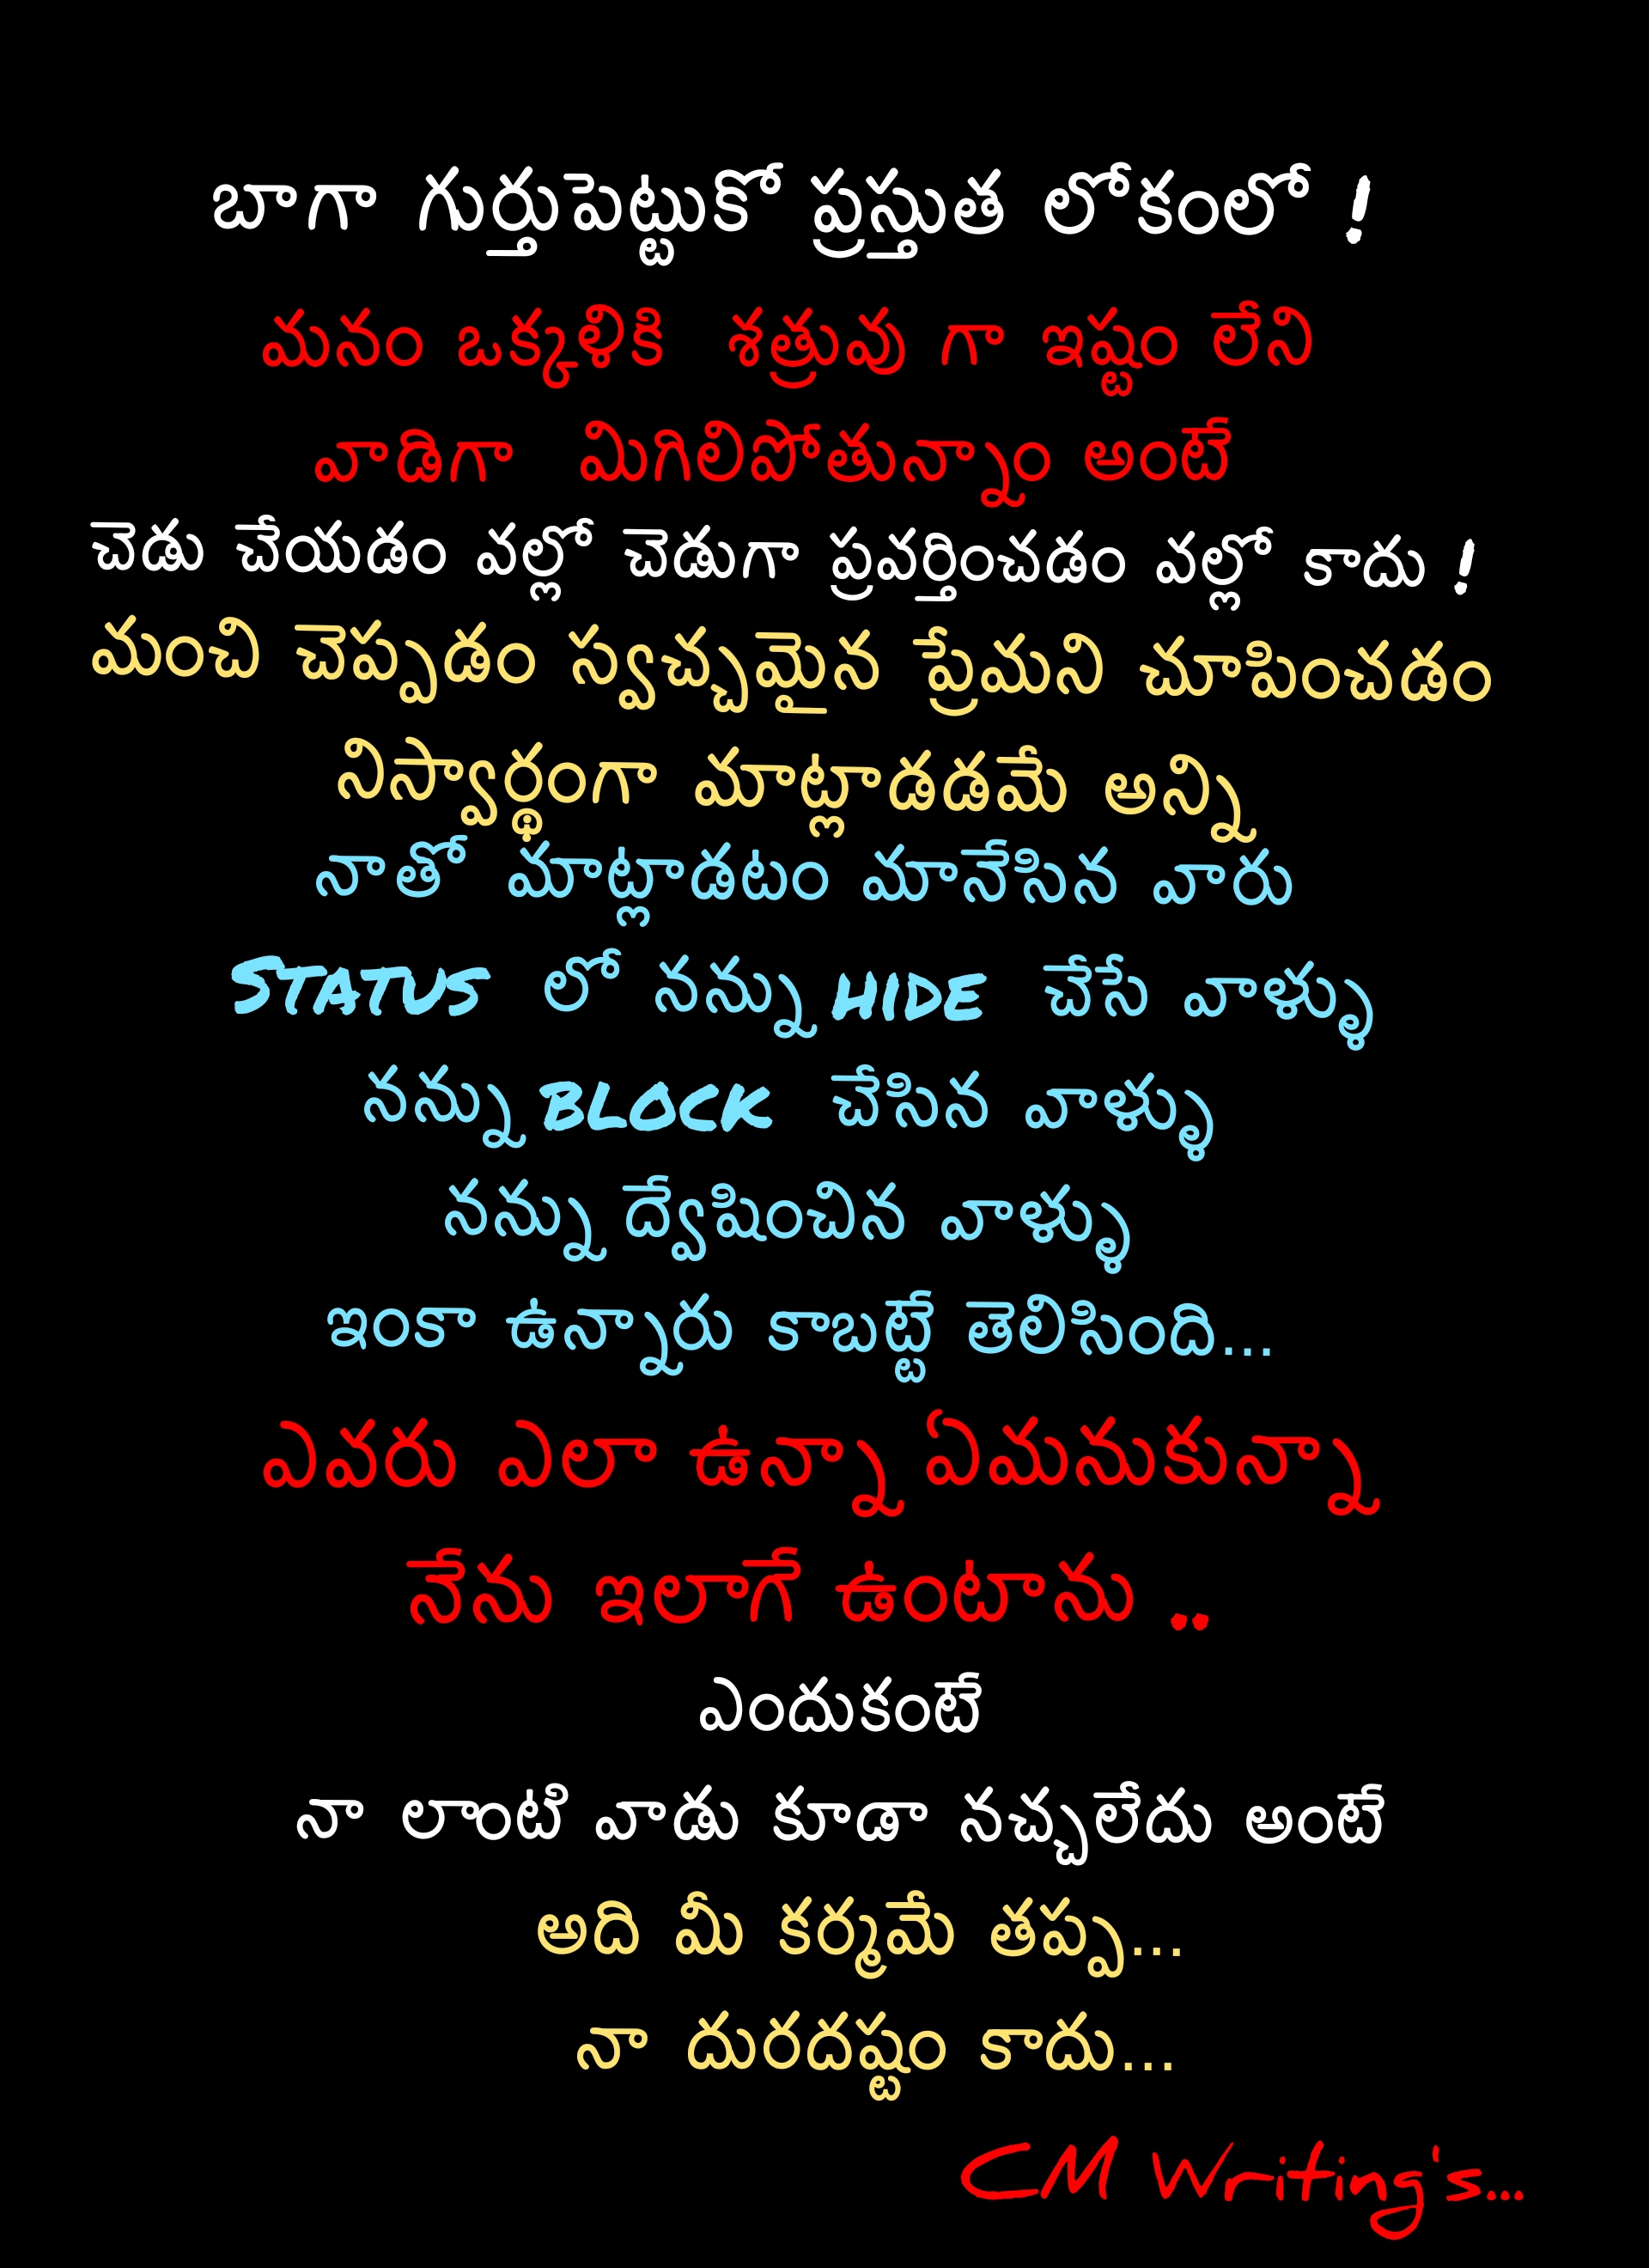 బాగా గుర్తుపెట్టుకో ప్రస్తుత లోకంలో !
మనం ఒక్కళికి శత్రువు గా ఇష్టం లేని
వాడిగా మిగిలిపోతున్నాం అంటే
చెడు చేయడం వల్లో చెడుగా ప్రవర్తించడం వల్లో కాదు !
మంచి చెప్పడం స్వచ్చమైన ప్రేమని చూపించడం
నిస్వార్థంగా మాట్లాడడమే అన్ని
నాతో మాట్లాడటం మానేసిన వారు
STATUS లో నన్ను HIDE చేసే వాళ్ళు
నన్ను BLOCK చేసిన వాళ్ళు
నన్ను ద్వేషించిన వాళ్ళు
ఇంకా ఉన్నారు కాబట్టే తెలిసింది...
ఎవరు ఎలా ఉన్నా ఏమనుకున్నా
నేను ఇలాగే ఉంటాను ..
ఎందుకంటే
నా లాంటి వాడు కూడా నచ్చలేదు అంటే
అది మీ కర్మమే తప్ప...
నా దురదష్టం కాదు...
CM Writing's...